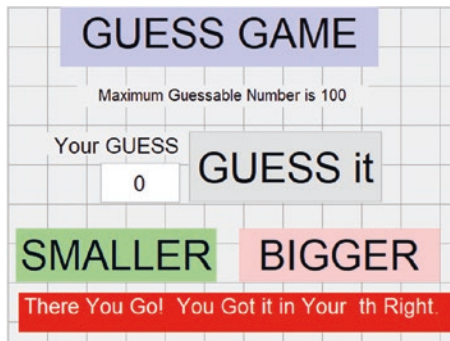 GUESS GAME
Maximum Guessable Number is 100
Your GUESS
0
GUESS it
SMALLER BIGGER
There You Go! You Got it in Your th Right.